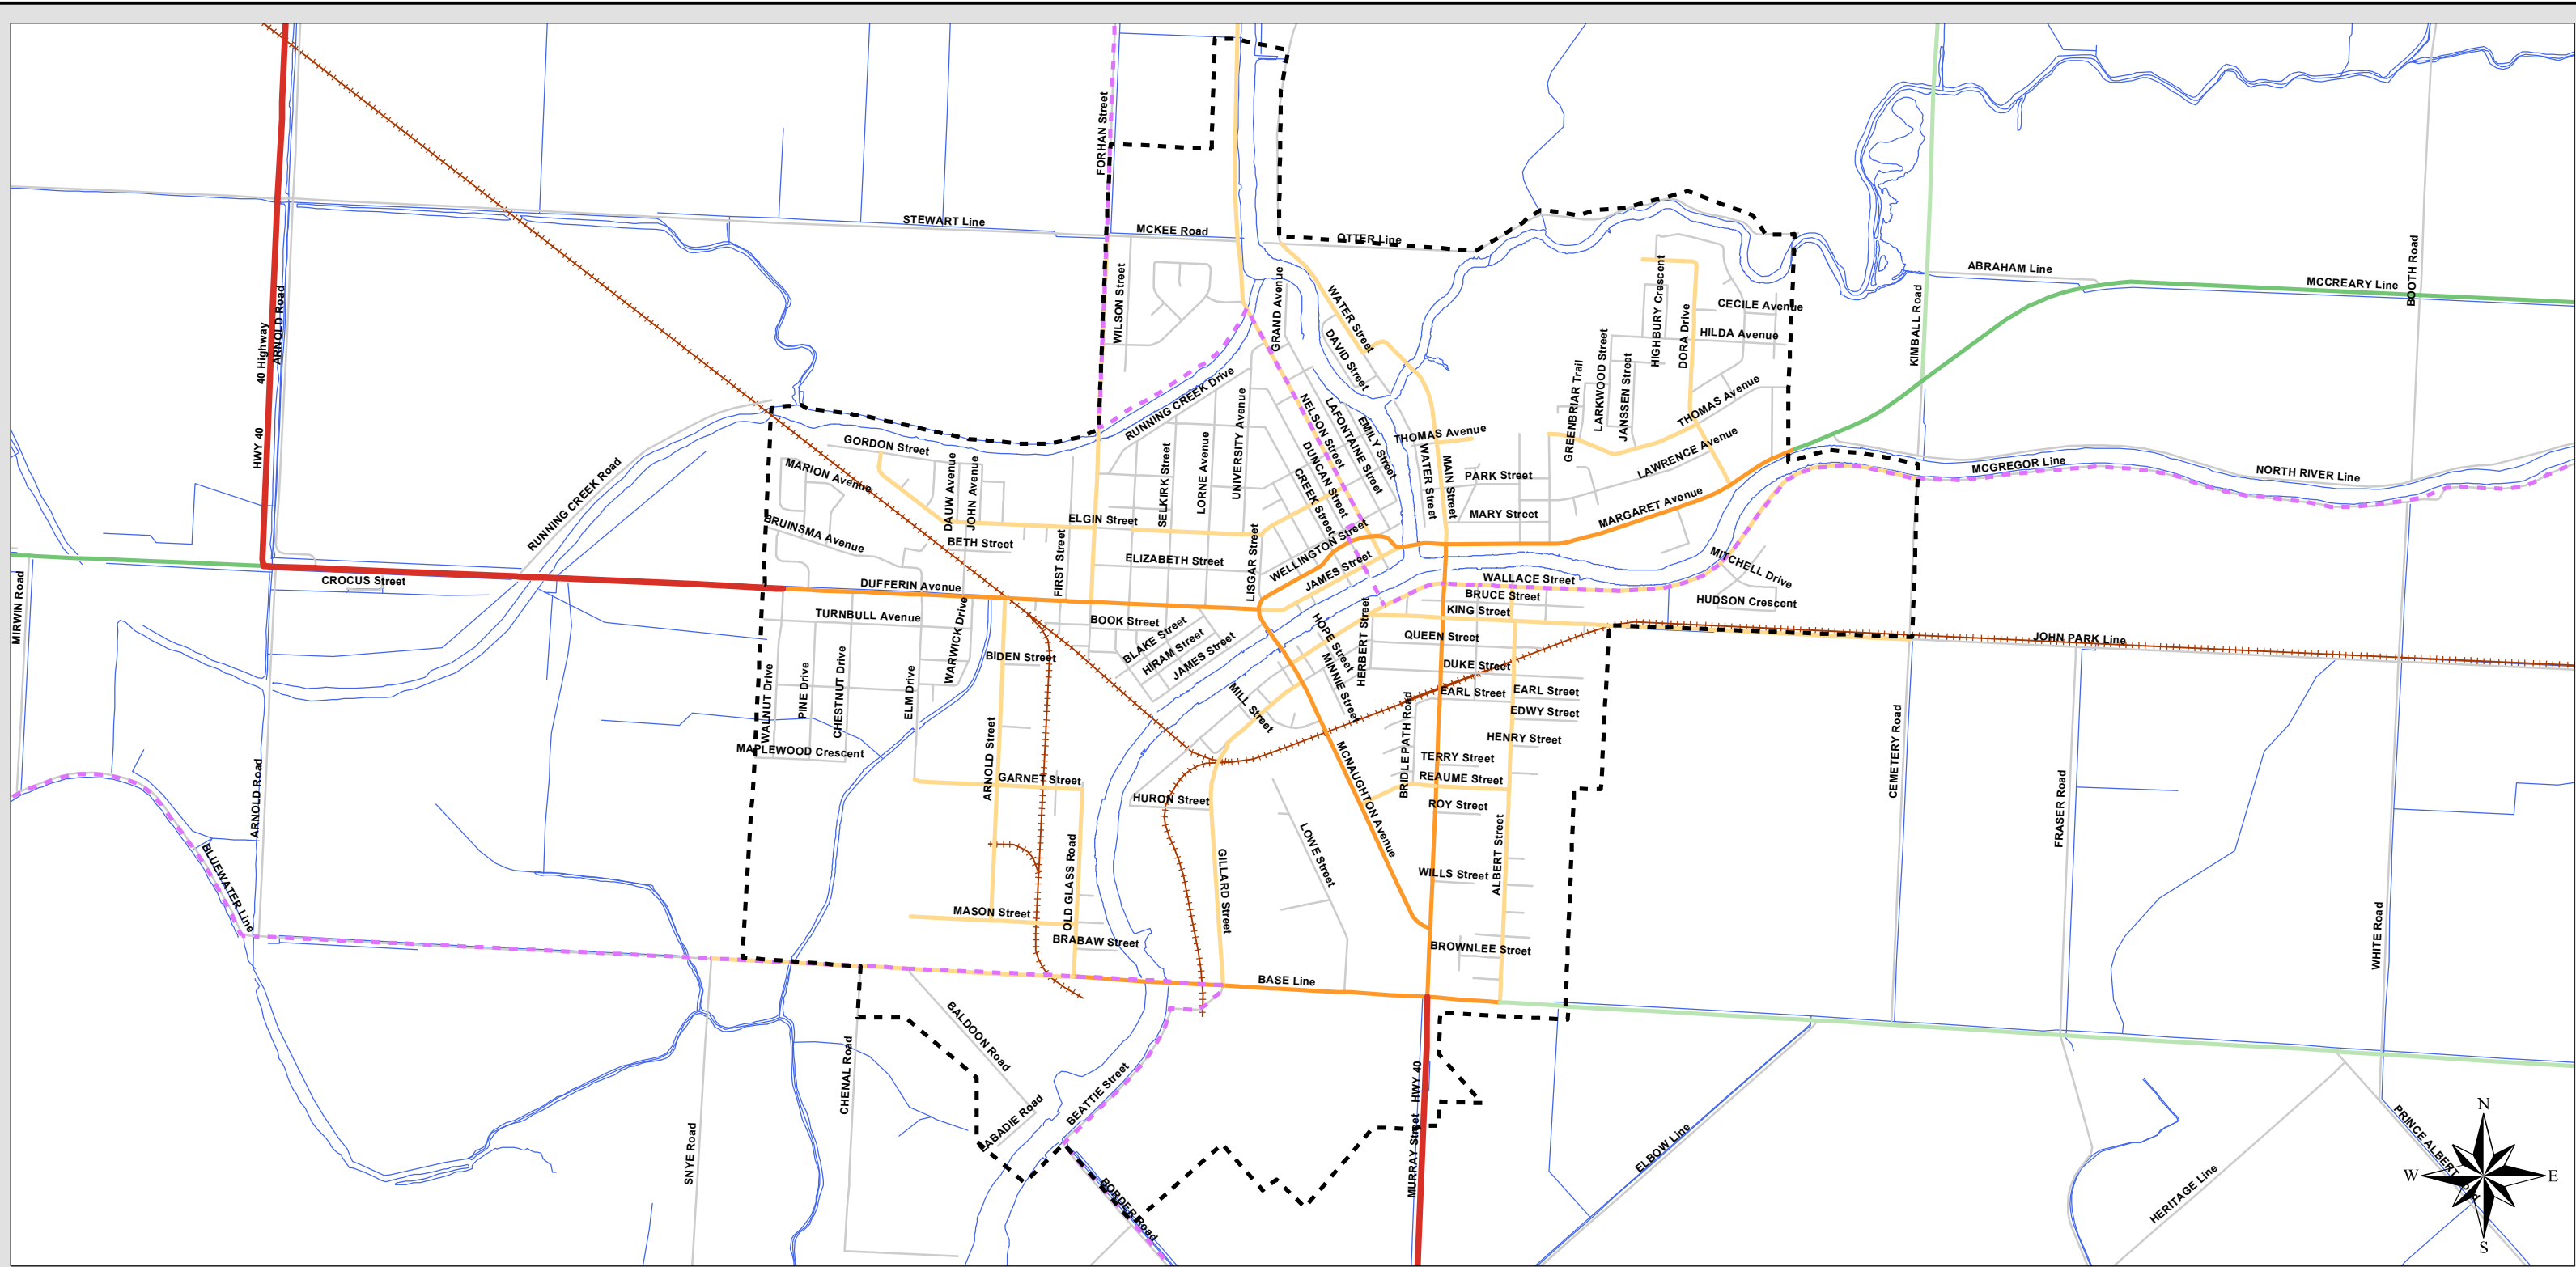 FORHAN Street
STEWART Line
MCKEE Road
OTTER Line
ABRAHAM Line
MCCREARY Line
BOOTH Road
KIMBALL Road
40 Highway
ARNOLD Road
HWY 40
WILSON Street
GRAND Avenue
WATER Street
DAVID Street
HIGHBURY Crescent
DORA Drive
CECILE Avenue
HILDA Avenue
LARKWOOD Street
JANSSEN Street
GREENBRIAR Trail
THOMAS Avenue
LAWRENCE Avenue
RUNNING CREEK Drive
NELSON Street
LAFONTAINE Street
EMILY Street
THOMAS Avenue
WATER Street
MAIN Street
PARK Street
MARY Street
MARGARET Avenue
MCGREGOR Line
NORTH RIVER Line
GORDON Street
MARION Avenue
DAUW Avenue
JOHN Avenue
SELKIRK Street
LORNE Avenue
UNIVERSITY Avenue
DUNCAN Street
CREEK Street
RUNNING CREEK Road
BRUINSMA Avenue
ELGIN Street
BETH Street
FIRST Street
ELIZABETH Street
LISGAR Street
WELLINGTON Street
JAMES Street
MITCHELL Drive
HUDSON Crescent
WALLACE Street
BRUCE Street
KING Street
QUEEN Street
DUKE Street
EARL Street
EARL Street
EDWY Street
HENRY Street
TERRY Street
REAUME Street
ROY Street
WILLS Street
BROWNLEE Street
MIRWIN Road
CROCUS Street
DUFFERIN Avenue
TURNBULL Avenue
WARWICK Drive
BIDEN Street
BOOK Street
BLAKE Street
HIRAM Street
JAMES Street
HOPE Street
MINNIE Street
HERBERT Street
BRIDLE PATH Road
MILL Street
MCNAUGHTON Avenue
JOHN PARK Line
WALNUT Drive
PINE Drive
CHESTNUT Drive
ELM Drive
MAPLEWOOD Crescent
ARNOLD Street
GARNET Street
HURON Street
LOWE Street
GILLARD Street
ALBERT Street
CEMETERY Road
FRASER Road
WHITE Road
ARNOLD Road
BLUEWATER Line
MASON Street
OLD GLASS Road
BRABAW Street
BASE Line
BALDOON Road
CHENAL Road
LABADIE Road
BEATTIE Street
SNYE Road
BORDER Road
MURRAY Street
HWY 40
ELBOW Line
HERITAGE Line
PRINCE ALBERT
N
W
E
S